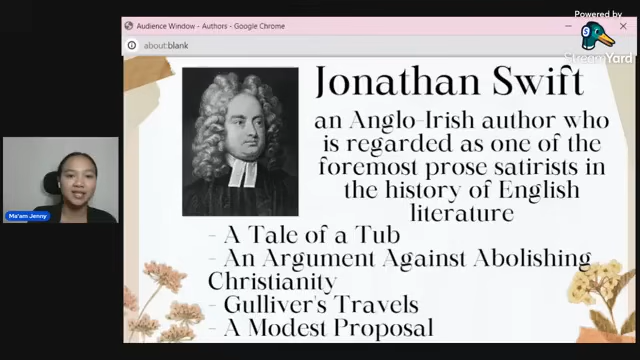 Powered by
StreamYard
Audience Window - Authors - Google Chrome
about:blank
Jonathan Swift
an Anglo-Irish author who
is regarded as one of the
foremost prose satirists in
the history of English
literature
- A Tale of a Tub
- An Argument Against Abolishing
Christianity
- Gulliver's Travels
- A Modest Proposal
Ma'am Jenny